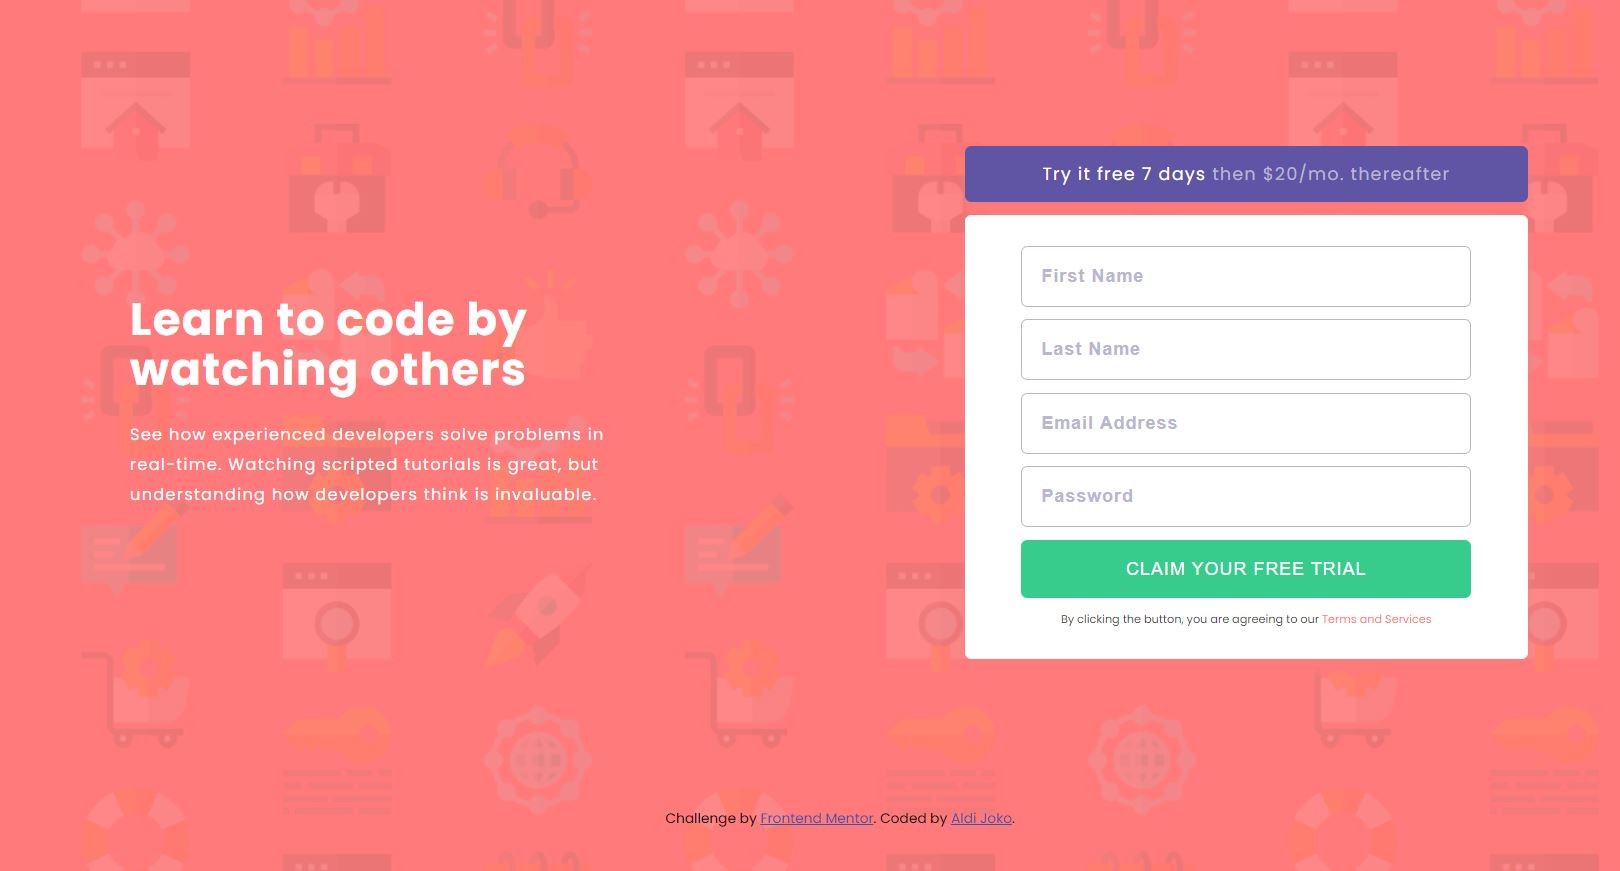 Learn to code by
watching others
See how experienced developers solve problems in
real-time. Watching scripted tutorials is great, but
understanding how developers think is invaluable.
Try it free 7 days then $20/mo. thereafter
First Name
Last Name
Email Address
Password
CLAIM YOUR FREE TRIAL
By clicking the button, you are agreeing to our Terms and Services
Challenge by Frontend Mentor. Coded by Aldi Joko.